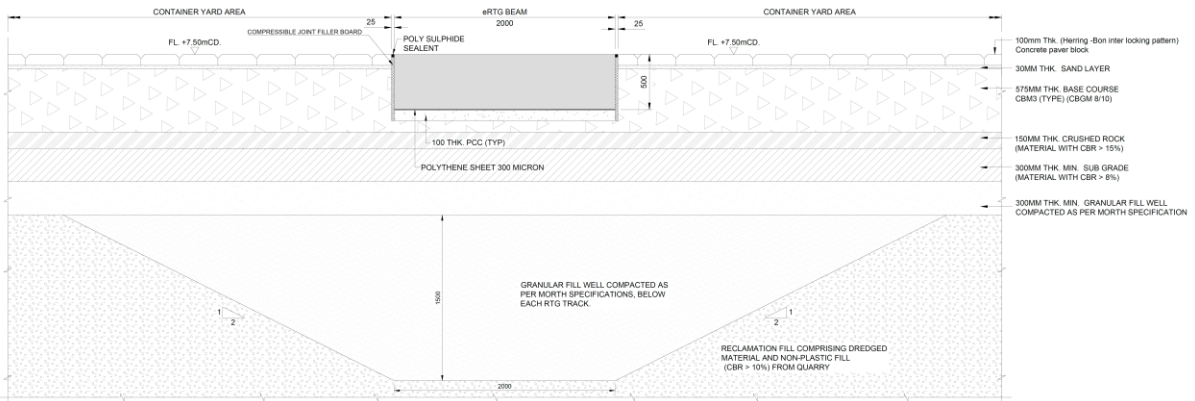 CONTAINER YARD AREA
eRTG BEAM
CONTAINER YARD AREA
25
2000
25
COMPRESSIBLE JOINT FILLER BOARD
FL. +7.50mCD.
POLY SULPHIDE
SEALENT
FL. +7.50mCD.
100mm Thk. (Herring -Bon inter locking pattern)
Concrete paver block
30MM THK. SAND LAYER
500
575MM THK. BASE COURSE
CBM3 (TYPE) (CBGM 8/10)
100 THK. PCC (TYP)
150MM THK. CRUSHED ROCK
(MATERIAL WITH CBR > 15%)
POLYTHENE SHEET 300 MICRON
300MM THK. MIN. SUB GRADE
(MATERIAL WITH CBR > 8%)
300MM THK. MIN. GRANULAR FILL WELL
COMPACTED AS PER MORTH SPECIFICATION
1500
GRANULAR FILL WELL COMPACTED AS
PER MORTH SPECIFICATIONS, BELOW
EACH RTG TRACK.
1
2
1
2
RECLAMATION FILL COMPRISING DREDGED
MATERIAL AND NON-PLASTIC FILL
(CBR > 10%) FROM QUARRY
2000